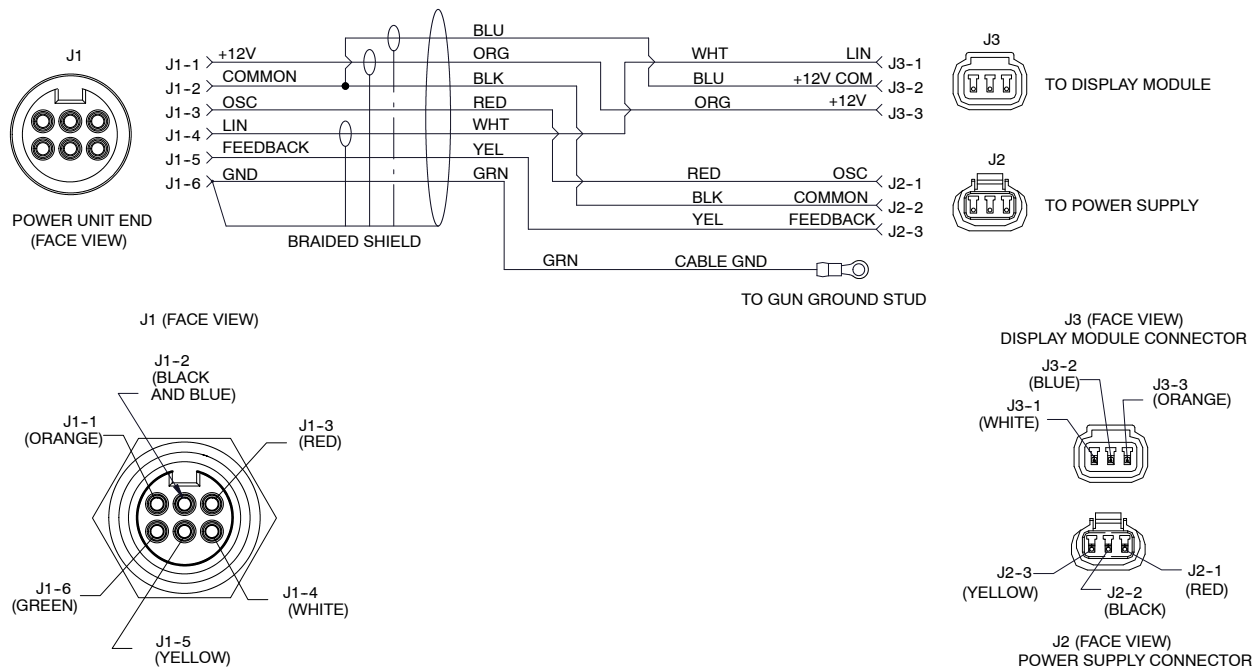 J1
POWER UNIT END
(FACE VIEW)
J1-1 +12V ORG
J1-2 COMMON BLK
BLU
J1-3 OSC RED
J1-4 LIN WHT
J1-5 FEEDBACK YEL
J1-6 GND GRN
BRAIDED SHIELD
WHT LIN J3-1
BLU +12V COM J3-2
ORG +12V J3-3
J3
TO DISPLAY MODULE
RED OSC J2-1
BLK COMMON J2-2
YEL FEEDBACK J2-3
J2
TO POWER SUPPLY
GRN CABLE GND
TO GUN GROUND STUD
J1 (FACE VIEW)
J1-2
(BLACK
AND BLUE)
J1-1
(ORANGE)
J1-3
(RED)
J1-6
(GREEN)
J1-4
(WHITE)
J1-5
(YELLOW)
J3 (FACE VIEW)
DISPLAY MODULE CONNECTOR
J3-2
(BLUE)
J3-3
(ORANGE)
J3-1
(WHITE)
J2-3
(YELLOW)
J2-2
(BLACK)
J2-1
(RED)
J2 (FACE VIEW)
POWER SUPPLY CONNECTOR